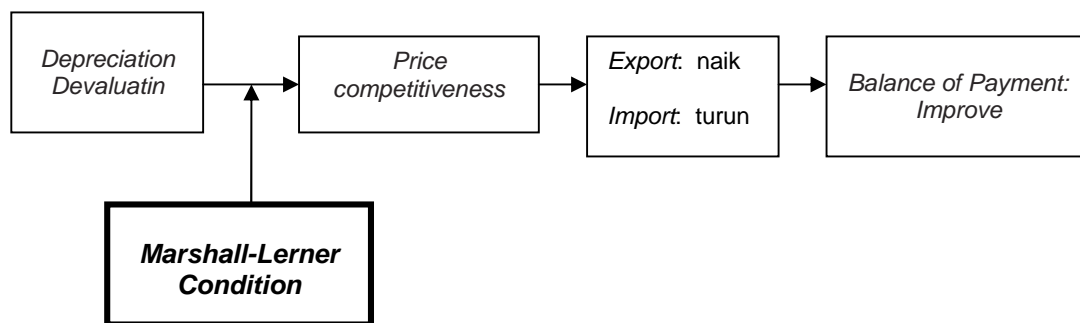 Depreciation
Devaluatin
Price
competitiveness
Export: naik
Import: turun
Balance of Payment:
Improve
Marshall-Lerner
Condition